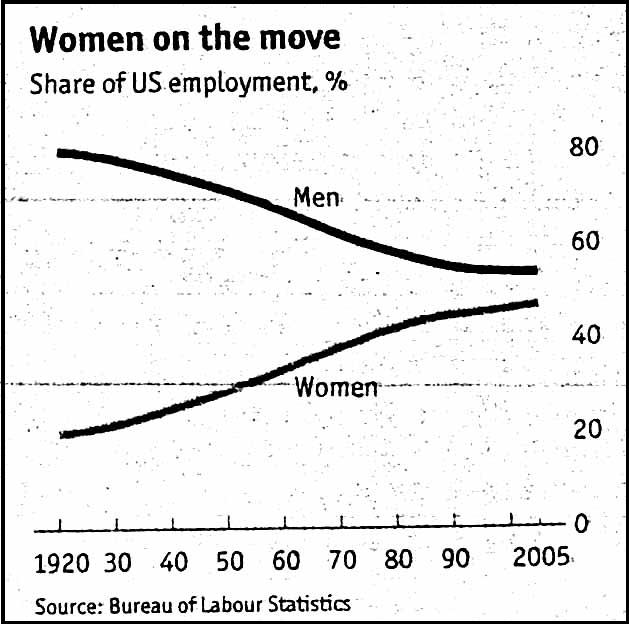 Women on the move
Share of US employment, %
80
Men
60
40
Women
20
0
1920 30 40 50 60 70 80 90 2005
Source: Bureau of Labour Statistics